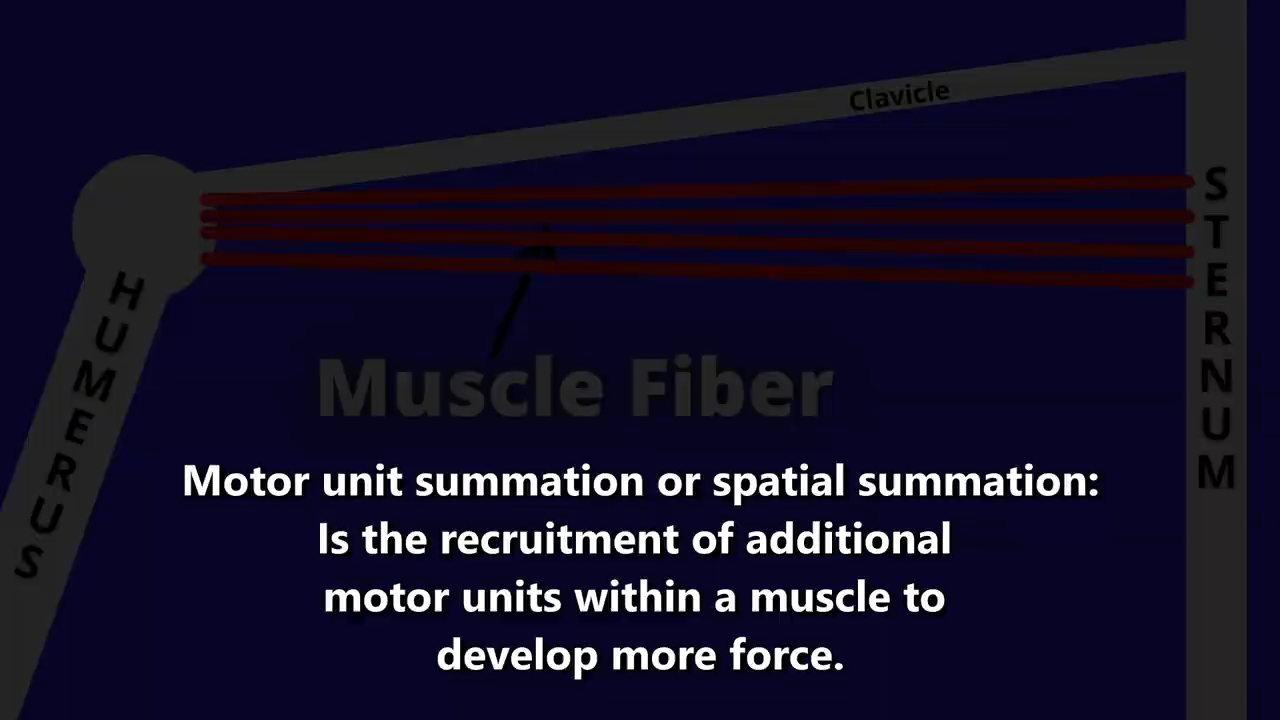 Clavicle
STERNUM
HUMERUS
Muscle Fiber
Motor unit summation or spatial summation:
Is the recruitment of additional
motor units within a muscle to
develop more force.